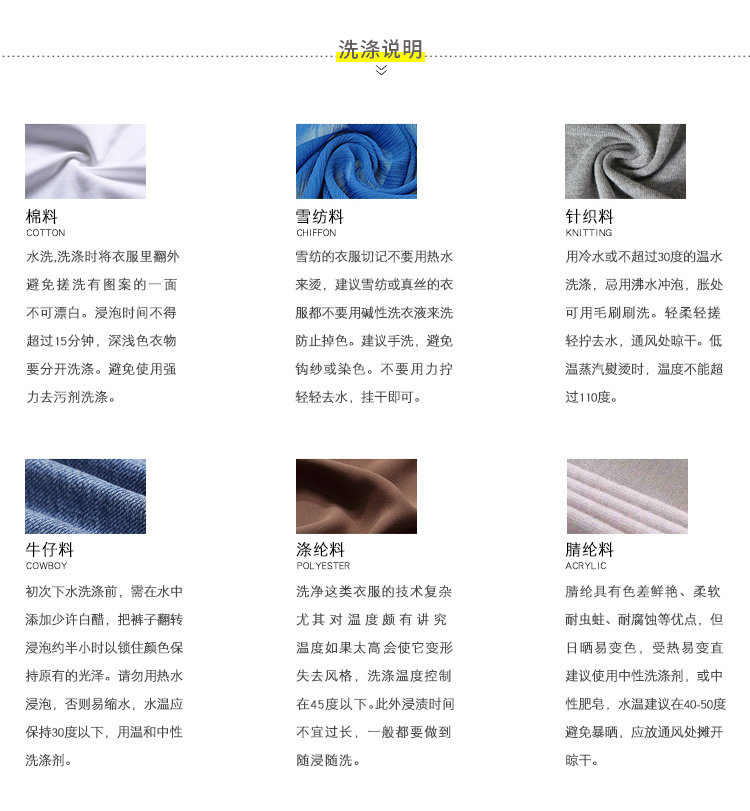 洗涤说明
棉料
COTTON
水洗,洗涤时将衣服里翻外
避免搓洗有图案的一面
不可漂白。浸泡时间不得
超过15分钟，深浅色衣物
要分开洗涤。避免使用强
力去污剂洗涤。
雪纺料
CHIFFON
雪纺的衣服切记不要用热水
来烫，建议雪纺或真丝的衣
服都不要用碱性洗衣液来洗
防止掉色。建议手洗，避免
钩纱或染色。不要用力拧
轻轻去水，挂干即可。
针织料
KNITTING
用冷水或不超过30度的温水
洗涤，忌用沸水冲泡，胀处
可用毛刷刷洗。轻柔轻搓
轻拧去水，通风处晾干。低
温蒸汽熨烫时，温度不能超
过110度。
牛仔料
COWBOY
初次下水洗涤前，需在水中
添加少许白醋，把裤子翻转
浸泡约半小时以锁住颜色保
持原有的光泽。请勿用热水
浸泡，否则易缩水，水温应
保持30度以下，用温和中性
洗涤剂。
涤纶料
POLYESTER
洗净这类衣服的技术复杂
尤其对温度颇有讲究
温度如果太高会使它变形
失去风格，洗涤温度控制
在45度以下。此外浸渍时间
不宜过长，一般都要做到
随浸随洗。
腈纶料
ACRYLIC
腈纶具有色差鲜艳、柔软
耐虫蛀、耐腐蚀等优点，但
日晒易变色，受热易变直
建议使用中性洗涤剂，或中
性肥皂，水温建议在40-50度
避免暴晒，应放通风处摊开
晾干。